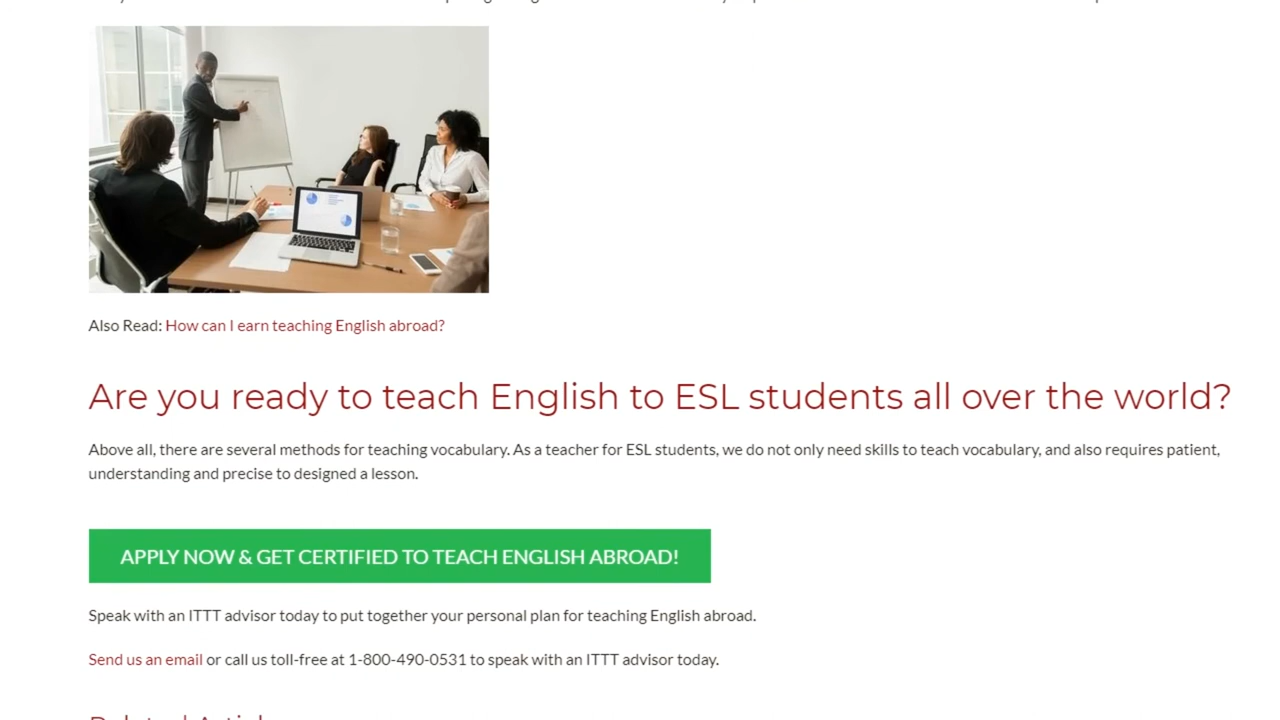 Also Read: How can I earn teaching English abroad?
Are you ready to teach English to ESL students all over the world?
Above all, there are several methods for teaching vocabulary. As a teacher for ESL students, we do not only need skills to teach vocabulary, and also requires patient,
understanding and precise to designed a lesson.
APPLY NOW & GET CERTIFIED TO TEACH ENGLISH ABROAD!
Speak with an ITTT advisor today to put together your personal plan for teaching English abroad.
Send us an email or call us toll-free at 1-800-490-0531 to speak with an ITTT advisor today.